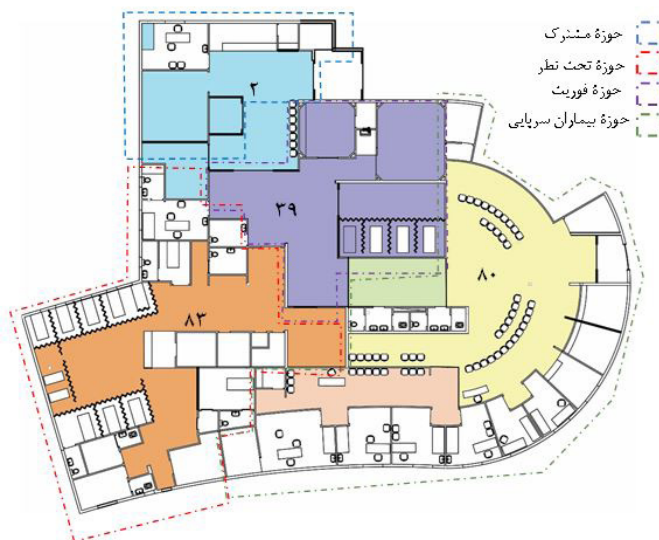 حوزهٔ مشترک
حوزهٔ تحت نظر
حوزهٔ فوریت
حوزهٔ بیماران سرپایی
۲
۳۹
۸۰
۸۳